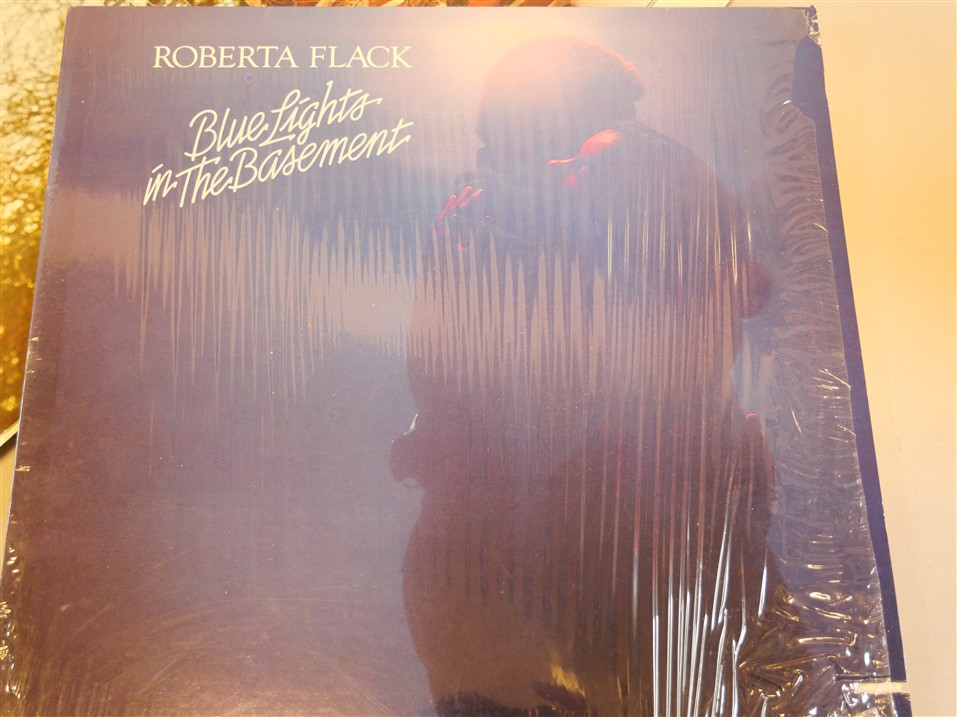 ROBERTA FLACK
Blue Lights
in The Basement